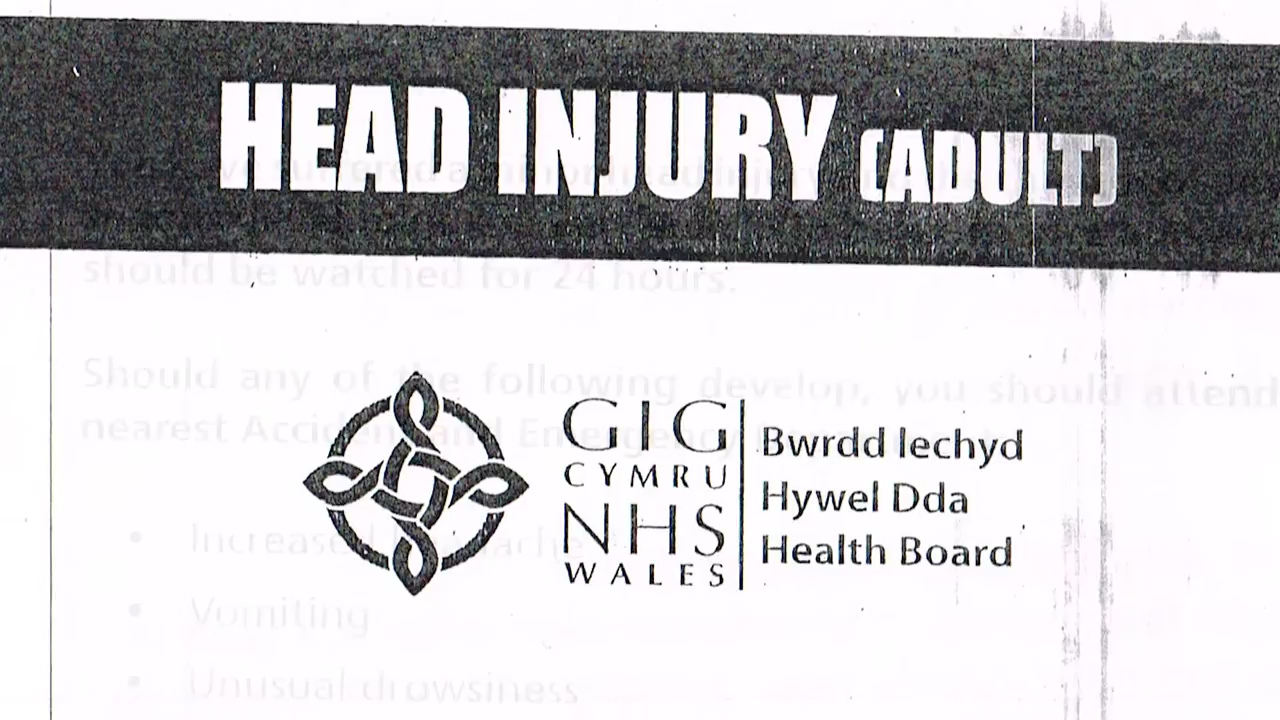 HEAD INJURY (ADULT)
should be watched for 24 hours.
Should any of the following develop, you should attend
nearest Accident and Emergency
GIG
CYMRU
NHS
WALES
Bwrdd Iechyd
Hywel Dda
Health Board
• Increased headache
• Vomiting
• Unusual drowsiness